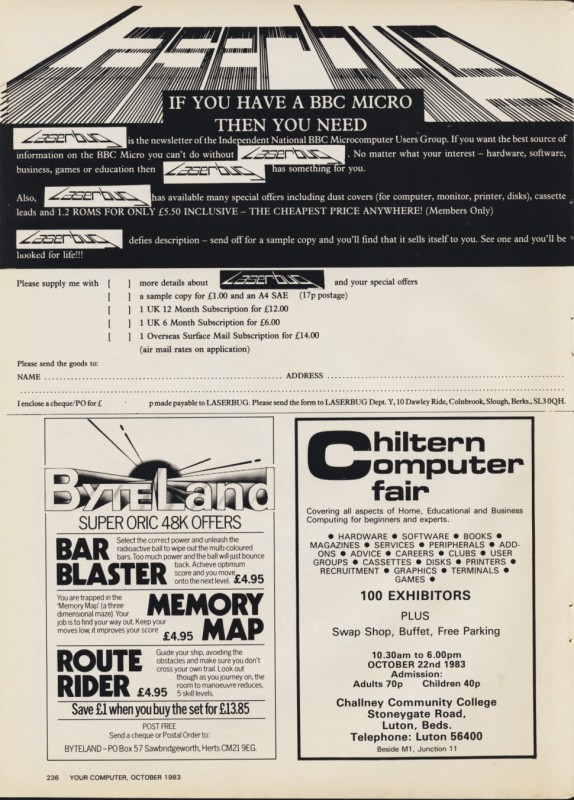 Laserbug
IF YOU HAVE A BBC MICRO
THEN YOU NEED
Laserbug is the newsletter of the Independent National BBC Microcomputer Users Group. If you want the best source of
information on the BBC Micro you can't do without Laserbug. No matter what your interest – hardware, software,
business, games or education then Laserbug has something for you.
Also, Laserbug has available many special offers including dust covers (for computer, monitor, printer, disks), cassette
leads and 1.2 ROMS FOR ONLY £5.50 INCLUSIVE – THE CHEAPEST PRICE ANYWHERE! (Members Only)
Laserbug defies description – send off for a sample copy and you'll find that it sells itself to you. See one and you'll be
hooked for life!!!
Please supply me with [ ] more details about Laserbug and your special offers
[ ] a sample copy for £1.00 and an A4 SAE (17p postage)
[ ] 1 UK 12 Month Subscription for £12.00
[ ] 1 UK 6 Month Subscription for £6.00
[ ] 1 Overseas Surface Mail Subscription for £14.00
(air mail rates on application)
Please send the goods to:
NAME ........ ADDRESS ........
I enclose a cheque/PO for £ . p made payable to LASERBUG. Please send the form to LASERBUG Dept. Y, 10 Dawley Ride, Colnbrook, Slough, Berks., SL3 0QH.
BYTELAND
SUPER ORIC 48K OFFERS
BAR
BLASTER
Select the correct power and unleash the
radioactive ball to wipe out the multi-coloured
bars. Too much power and the ball will just bounce
back. Achieve optimum
score and you move
onto the next level. £4.95
You are trapped in the
'Memory Map' (a three
dimensional maze). Your
job is to find your way out. Keep your
moves low, it improves your score £4.95
MEMORY
MAP
ROUTE
RIDER £4.95
Guide your ship, avoiding the
obstacles and make sure you don't
cross your own trail. Look out
though as you journey on, the
room to manoeuvre reduces.
5 skill levels.
Save £1 when you buy the set for £13.85
POST FREE
Send a cheque or Postal Order to:
BYTELAND – PO Box 57 Sawbridgeworth, Herts CM21 9EG.
Chiltern
Computer
fair
Covering all aspects of Home, Educational and Business
Computing for beginners and experts.
● HARDWARE ● SOFTWARE ● BOOKS ●
MAGAZINES ● SERVICES ● PERIPHERALS ● ADD-
ONS ● ADVICE ● CAREERS ● CLUBS ● USER
GROUPS ● CASSETTES ● DISKS ● PRINTERS ●
RECRUITMENT ● GRAPHICS ● TERMINALS ●
GAMES ●
100 EXHIBITORS
PLUS
Swap Shop, Buffet, Free Parking
10.30am to 6.00pm
OCTOBER 22nd 1983
Admission:
Adults 70p Children 40p
Challney Community College
Stoneygate Road,
Luton, Beds.
Telephone: Luton 56400
Beside M1, Junction 11
236 YOUR COMPUTER, OCTOBER 1983